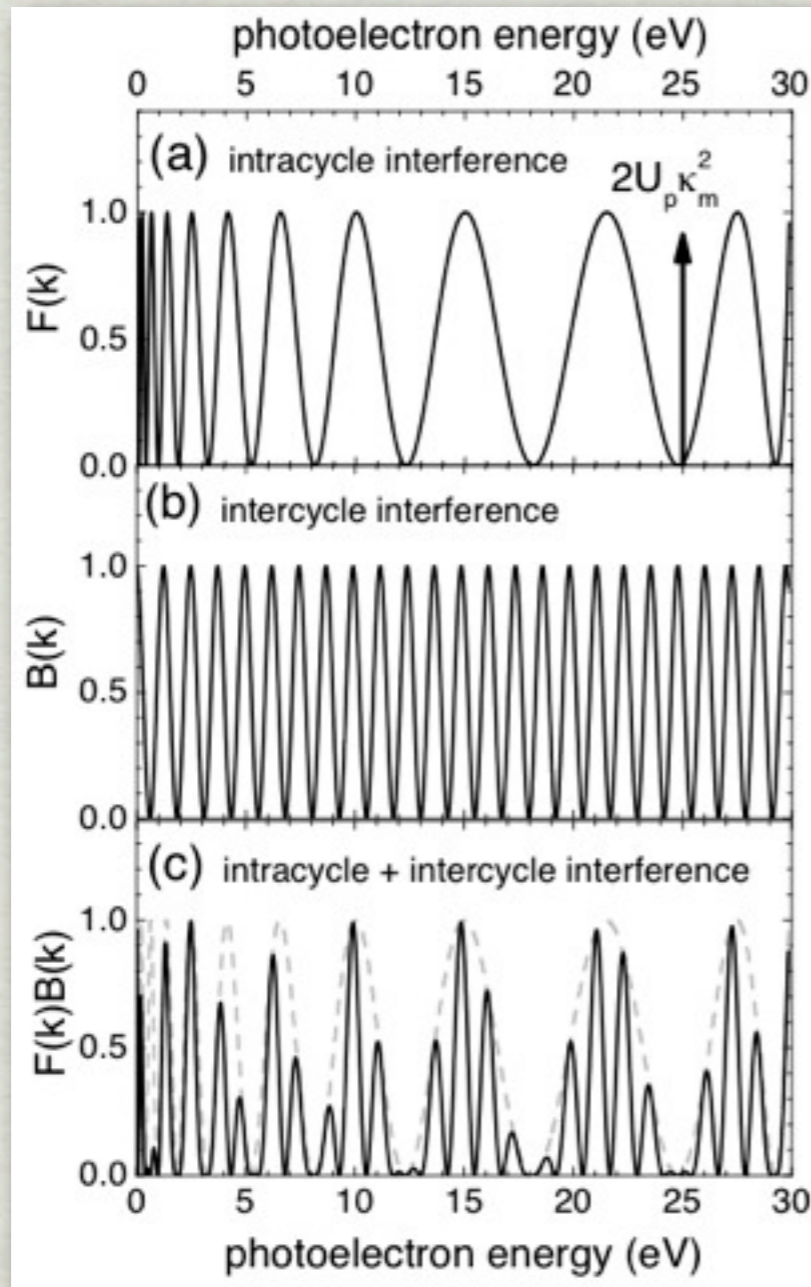 photoelectron energy (eV)
0 5 10 15 20 25 30
(a) intracycle interference
2U_pκ_m^2
1.0
F(k)
0.5
0.0
(b) intercycle interference
1.0
B(k)
0.5
0.0
(c) intracycle + intercycle interference
1.0
F(k)B(k)
0.5
0.0
0 5 10 15 20 25 30
photoelectron energy (eV)